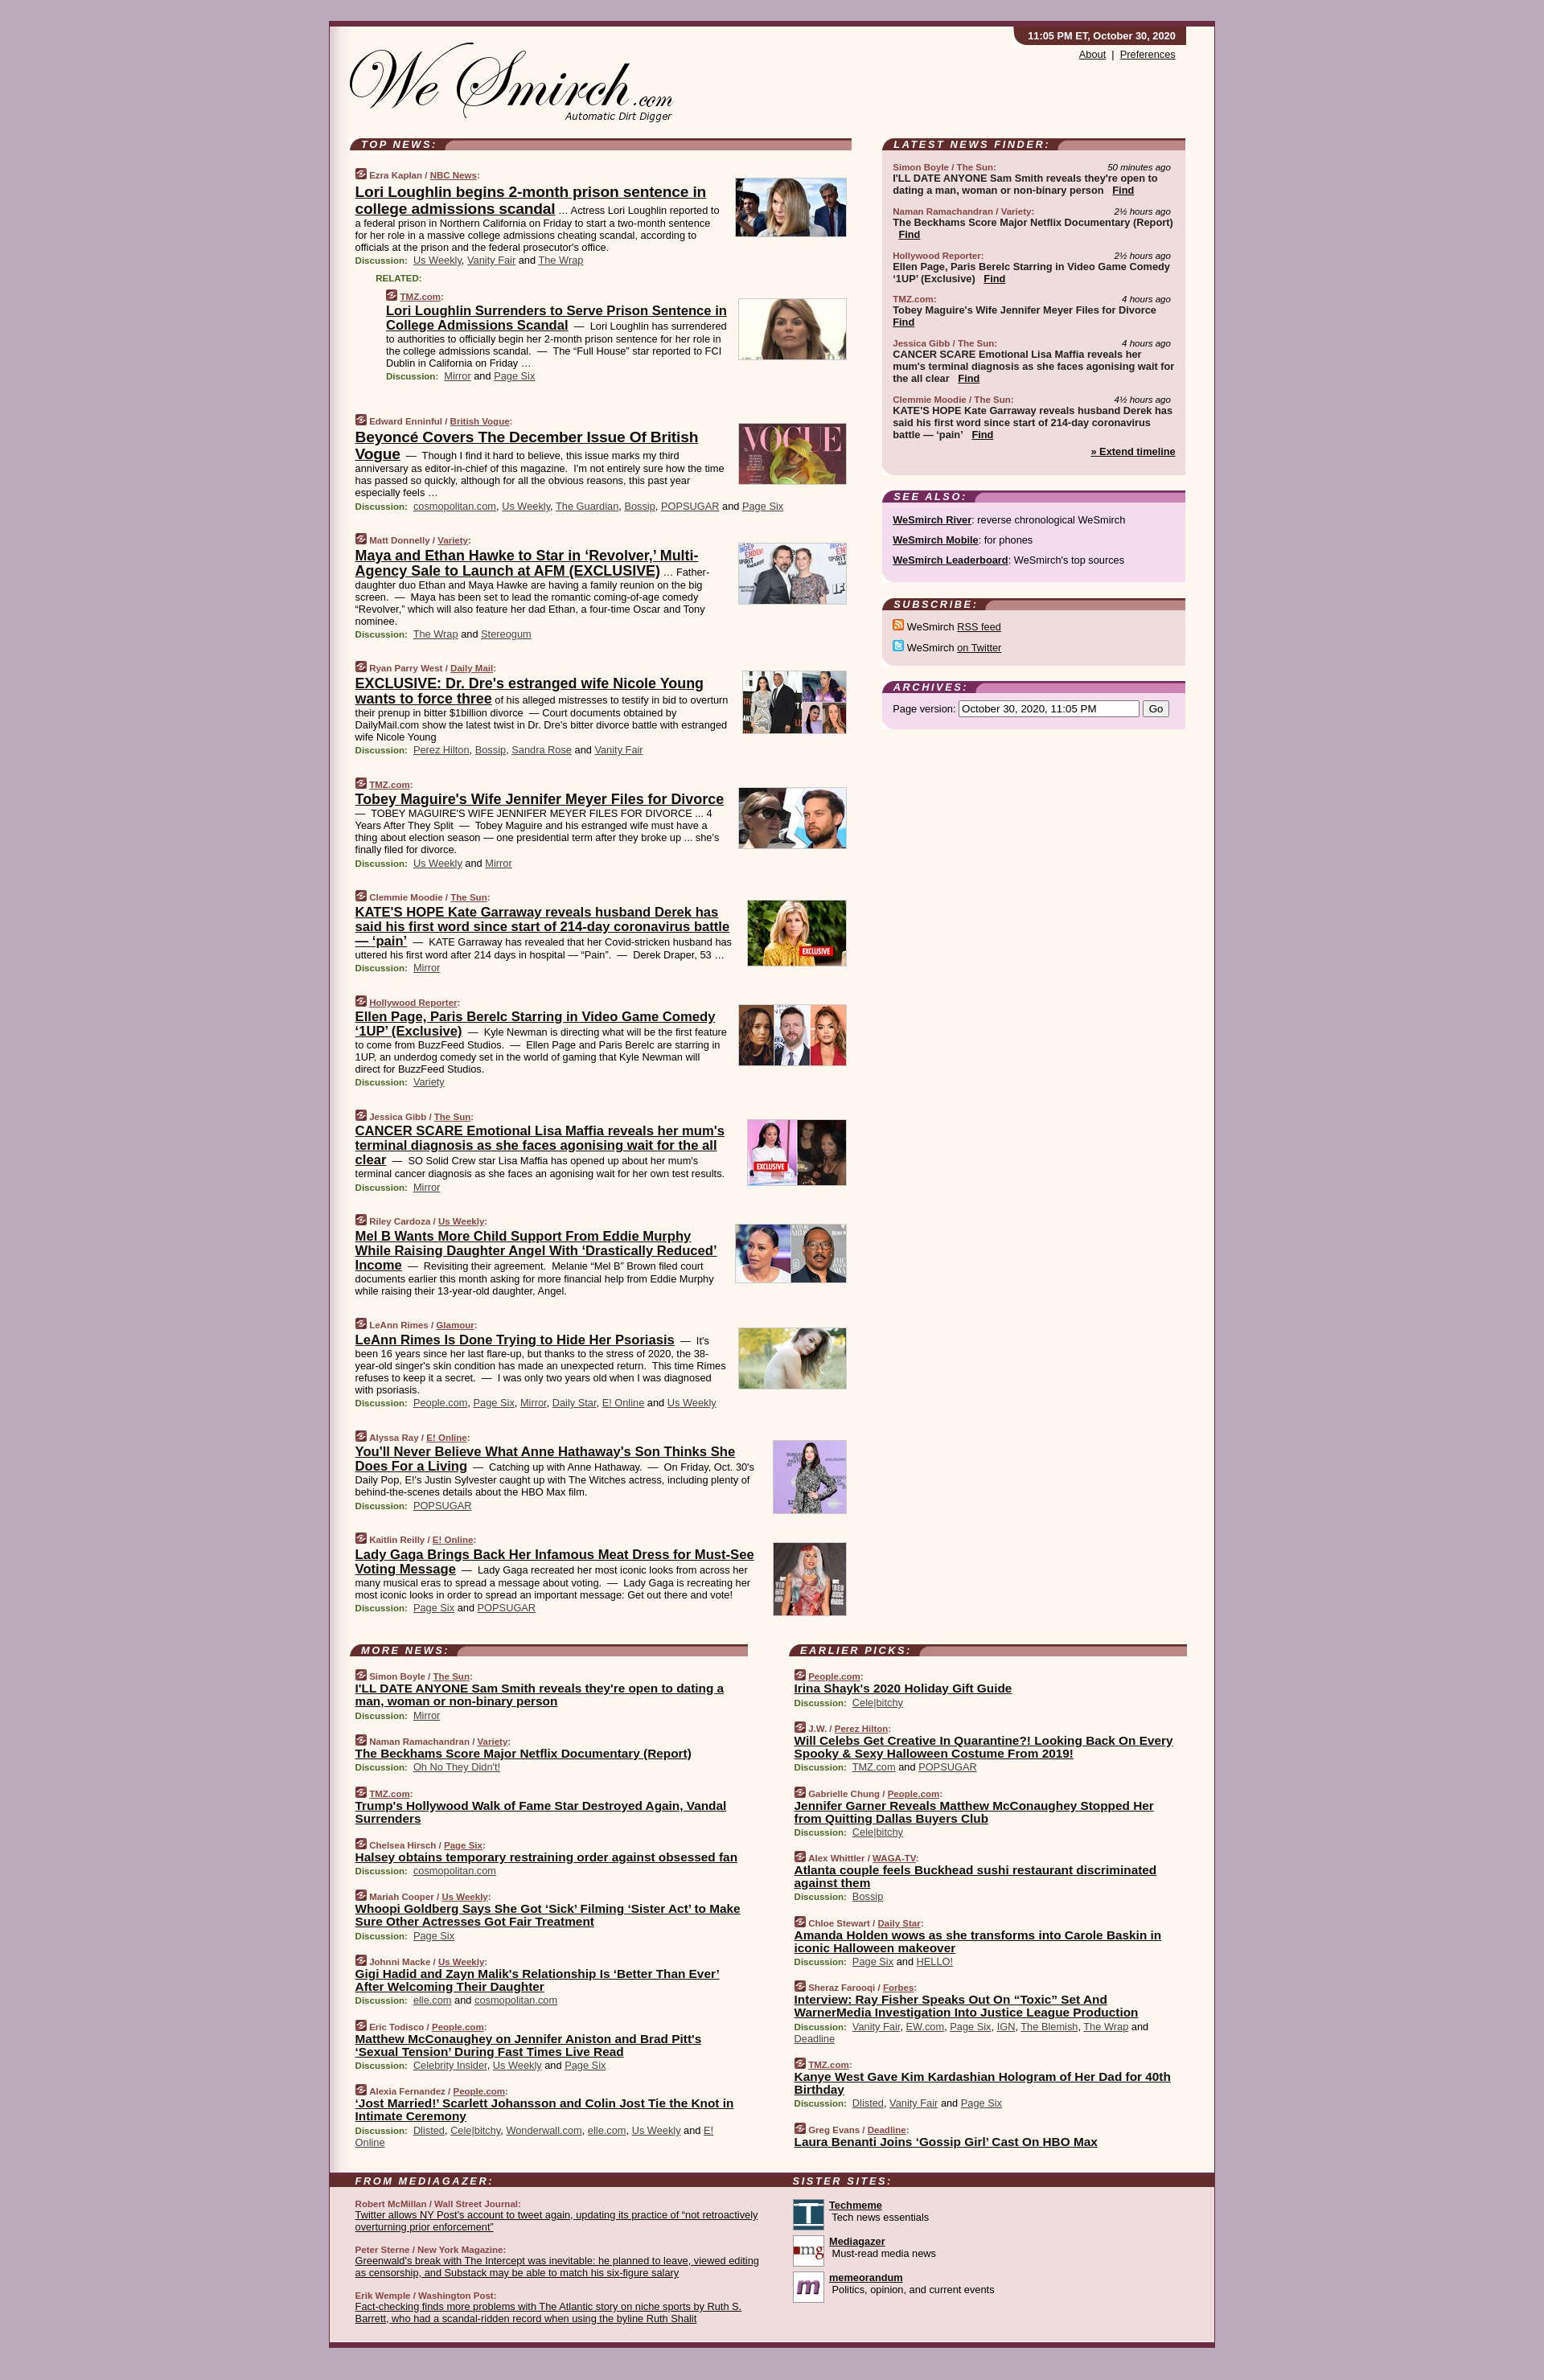 11:05 PM ET, October 30, 2020
About | Preferences
We Smirch.com
Automatic Dirt Digger
TOP NEWS:
Ezra Kaplan / NBC News:
Lori Loughlin begins 2-month prison sentence in
college admissions scandal ... Actress Lori Loughlin reported to
a federal prison in Northern California on Friday to start a two-month sentence
for her role in a massive college admissions cheating scandal, according to
officials at the prison and the federal prosecutor's office.
Discussion: Us Weekly, Vanity Fair and The Wrap
RELATED:
TMZ.com:
Lori Loughlin Surrenders to Serve Prison Sentence in
College Admissions Scandal — Lori Loughlin has surrendered
to authorities to officially begin her 2-month prison sentence for her role in
the college admissions scandal. — The “Full House” star reported to FCI
Dublin in California on Friday …
Discussion: Mirror and Page Six
Edward Enninful / British Vogue:
Beyoncé Covers The December Issue Of British
Vogue — Though I find it hard to believe, this issue marks my third
anniversary as editor-in-chief of this magazine. I'm not entirely sure how the time
has passed so quickly, although for all the obvious reasons, this past year
especially feels …
Discussion: cosmopolitan.com, Us Weekly, The Guardian, Bossip, POPSUGAR and Page Six
VOGUE
Matt Donnelly / Variety:
Maya and Ethan Hawke to Star in ‘Revolver,’ Multi-
Agency Sale to Launch at AFM (EXCLUSIVE) ... Father-
daughter duo Ethan and Maya Hawke are having a family reunion on the big
screen. — Maya has been set to lead the romantic coming-of-age comedy
“Revolver,” which will also feature her dad Ethan, a four-time Oscar and Tony
nominee.
Discussion: The Wrap and Stereogum
Ryan Parry West / Daily Mail:
EXCLUSIVE: Dr. Dre's estranged wife Nicole Young
wants to force three of his alleged mistresses to testify in bid to overturn
their prenup in bitter $1billion divorce — Court documents obtained by
DailyMail.com show the latest twist in Dr. Dre's bitter divorce battle with estranged
wife Nicole Young
Discussion: Perez Hilton, Bossip, Sandra Rose and Vanity Fair
TMZ.com:
Tobey Maguire's Wife Jennifer Meyer Files for Divorce
— TOBEY MAGUIRE'S WIFE JENNIFER MEYER FILES FOR DIVORCE ... 4
Years After They Split — Tobey Maguire and his estranged wife must have a
thing about election season — one presidential term after they broke up ... she's
finally filed for divorce.
Discussion: Us Weekly and Mirror
Clemmie Moodie / The Sun:
KATE'S HOPE Kate Garraway reveals husband Derek has
said his first word since start of 214-day coronavirus battle
— ‘pain’ — KATE Garraway has revealed that her Covid-stricken husband has
uttered his first word after 214 days in hospital — “Pain”. — Derek Draper, 53 …
Discussion: Mirror
EXCLUSIVE
Hollywood Reporter:
Ellen Page, Paris Berelc Starring in Video Game Comedy
‘1UP’ (Exclusive) — Kyle Newman is directing what will be the first feature
to come from BuzzFeed Studios. — Ellen Page and Paris Berelc are starring in
1UP, an underdog comedy set in the world of gaming that Kyle Newman will
direct for BuzzFeed Studios.
Discussion: Variety
Jessica Gibb / The Sun:
CANCER SCARE Emotional Lisa Maffia reveals her mum's
terminal diagnosis as she faces agonising wait for the all
clear — SO Solid Crew star Lisa Maffia has opened up about her mum's
terminal cancer diagnosis as she faces an agonising wait for her own test results.
Discussion: Mirror
EXCLUSIVE
Riley Cardoza / Us Weekly:
Mel B Wants More Child Support From Eddie Murphy
While Raising Daughter Angel With ‘Drastically Reduced’
Income — Revisiting their agreement. Melanie “Mel B” Brown filed court
documents earlier this month asking for more financial help from Eddie Murphy
while raising their 13-year-old daughter, Angel.
LeAnn Rimes / Glamour:
LeAnn Rimes Is Done Trying to Hide Her Psoriasis — It's
been 16 years since her last flare-up, but thanks to the stress of 2020, the 38-
year-old singer's skin condition has made an unexpected return. This time Rimes
refuses to keep it a secret. — I was only two years old when I was diagnosed
with psoriasis.
Discussion: People.com, Page Six, Mirror, Daily Star, E! Online and Us Weekly
Alyssa Ray / E! Online:
You'll Never Believe What Anne Hathaway's Son Thinks She
Does For a Living — Catching up with Anne Hathaway. — On Friday, Oct. 30's
Daily Pop, E!'s Justin Sylvester caught up with The Witches actress, including plenty of
behind-the-scenes details about the HBO Max film.
Discussion: POPSUGAR
Kaitlin Reilly / E! Online:
Lady Gaga Brings Back Her Infamous Meat Dress for Must-See
Voting Message — Lady Gaga recreated her most iconic looks from across her
many musical eras to spread a message about voting. — Lady Gaga is recreating her
most iconic looks in order to spread an important message: Get out there and vote!
Discussion: Page Six and POPSUGAR
LATEST NEWS FINDER:
Simon Boyle / The Sun: 50 minutes ago
I'LL DATE ANYONE Sam Smith reveals they're open to
dating a man, woman or non-binary person Find
Naman Ramachandran / Variety: 2½ hours ago
The Beckhams Score Major Netflix Documentary (Report)
Find
Hollywood Reporter: 2½ hours ago
Ellen Page, Paris Berelc Starring in Video Game Comedy
‘1UP’ (Exclusive) Find
TMZ.com: 4 hours ago
Tobey Maguire's Wife Jennifer Meyer Files for Divorce
Find
Jessica Gibb / The Sun: 4 hours ago
CANCER SCARE Emotional Lisa Maffia reveals her
mum's terminal diagnosis as she faces agonising wait for
the all clear Find
Clemmie Moodie / The Sun: 4½ hours ago
KATE'S HOPE Kate Garraway reveals husband Derek has
said his first word since start of 214-day coronavirus
battle — ‘pain’ Find
» Extend timeline
SEE ALSO:
WeSmirch River: reverse chronological WeSmirch
WeSmirch Mobile: for phones
WeSmirch Leaderboard: WeSmirch's top sources
SUBSCRIBE:
WeSmirch RSS feed
WeSmirch on Twitter
ARCHIVES:
Page version: October 30, 2020, 11:05 PM Go
MORE NEWS:
Simon Boyle / The Sun:
I'LL DATE ANYONE Sam Smith reveals they're open to dating a
man, woman or non-binary person
Discussion: Mirror
Naman Ramachandran / Variety:
The Beckhams Score Major Netflix Documentary (Report)
Discussion: Oh No They Didn't!
TMZ.com:
Trump's Hollywood Walk of Fame Star Destroyed Again, Vandal
Surrenders
Chelsea Hirsch / Page Six:
Halsey obtains temporary restraining order against obsessed fan
Discussion: cosmopolitan.com
Mariah Cooper / Us Weekly:
Whoopi Goldberg Says She Got ‘Sick’ Filming ‘Sister Act’ to Make
Sure Other Actresses Got Fair Treatment
Discussion: Page Six
Johnni Macke / Us Weekly:
Gigi Hadid and Zayn Malik's Relationship Is ‘Better Than Ever’
After Welcoming Their Daughter
Discussion: elle.com and cosmopolitan.com
Eric Todisco / People.com:
Matthew McConaughey on Jennifer Aniston and Brad Pitt's
‘Sexual Tension’ During Fast Times Live Read
Discussion: Celebrity Insider, Us Weekly and Page Six
Alexia Fernandez / People.com:
‘Jost Married!’ Scarlett Johansson and Colin Jost Tie the Knot in
Intimate Ceremony
Discussion: Dlisted, Cele|bitchy, Wonderwall.com, elle.com, Us Weekly and E!
Online
EARLIER PICKS:
People.com:
Irina Shayk's 2020 Holiday Gift Guide
Discussion: Cele|bitchy
J.W. / Perez Hilton:
Will Celebs Get Creative In Quarantine?! Looking Back On Every
Spooky & Sexy Halloween Costume From 2019!
Discussion: TMZ.com and POPSUGAR
Gabrielle Chung / People.com:
Jennifer Garner Reveals Matthew McConaughey Stopped Her
from Quitting Dallas Buyers Club
Discussion: Cele|bitchy
Alex Whittler / WAGA-TV:
Atlanta couple feels Buckhead sushi restaurant discriminated
against them
Discussion: Bossip
Chloe Stewart / Daily Star:
Amanda Holden wows as she transforms into Carole Baskin in
iconic Halloween makeover
Discussion: Page Six and HELLO!
Sheraz Farooqi / Forbes:
Interview: Ray Fisher Speaks Out On “Toxic” Set And
WarnerMedia Investigation Into Justice League Production
Discussion: Vanity Fair, EW.com, Page Six, IGN, The Blemish, The Wrap and
Deadline
TMZ.com:
Kanye West Gave Kim Kardashian Hologram of Her Dad for 40th
Birthday
Discussion: Dlisted, Vanity Fair and Page Six
Greg Evans / Deadline:
Laura Benanti Joins ‘Gossip Girl’ Cast On HBO Max
FROM MEDIAGAZER:
Robert McMillan / Wall Street Journal:
Twitter allows NY Post's account to tweet again, updating its practice of “not retroactively
overturning prior enforcement”
Peter Sterne / New York Magazine:
Greenwald's break with The Intercept was inevitable: he planned to leave, viewed editing
as censorship, and Substack may be able to match his six-figure salary
Erik Wemple / Washington Post:
Fact-checking finds more problems with The Atlantic story on niche sports by Ruth S.
Barrett, who had a scandal-ridden record when using the byline Ruth Shalit
SISTER SITES:
T
Techmeme
Tech news essentials
mg
Mediagazer
Must-read media news
m
memeorandum
Politics, opinion, and current events